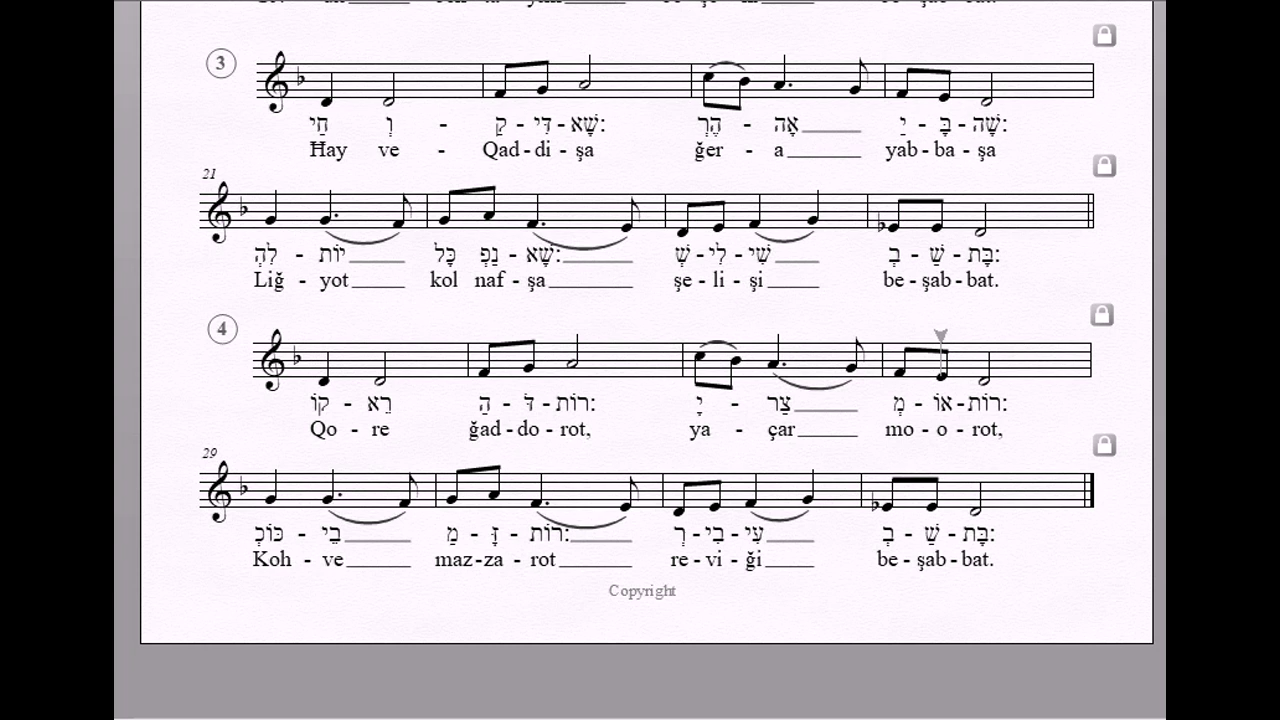 3
חַי - וְ קַ-דִּי-שָׁא: הֶרְ - אָה יַ-בָּ-שָׁה:
Ħay ve - Qad-di-şa ğer - a yab-ba-şa
21
לִהְ - יוֹת כָּל נַפְ-שָׁא: שְׁ-לִי-שִׁי בְ-שַׁ-בָּת:
Liğ - yot kol naf-şa şe-li-şi be-şab-bat.
4
קוֹ - רֵא הַ-דֹּ-רוֹת: יָ - צַר מְ-אוֹ-רוֹת:
Qo - re ğad-do-rot, ya - çar mo-o-rot,
29
כּוֹכְ - בֵי מַ-זָּ-רוֹת: רְ-בִי-עִי בְ-שַׁ-בָּת:
Koh - ve maz-za-rot re-vi-ği be-şab-bat.
Copyright